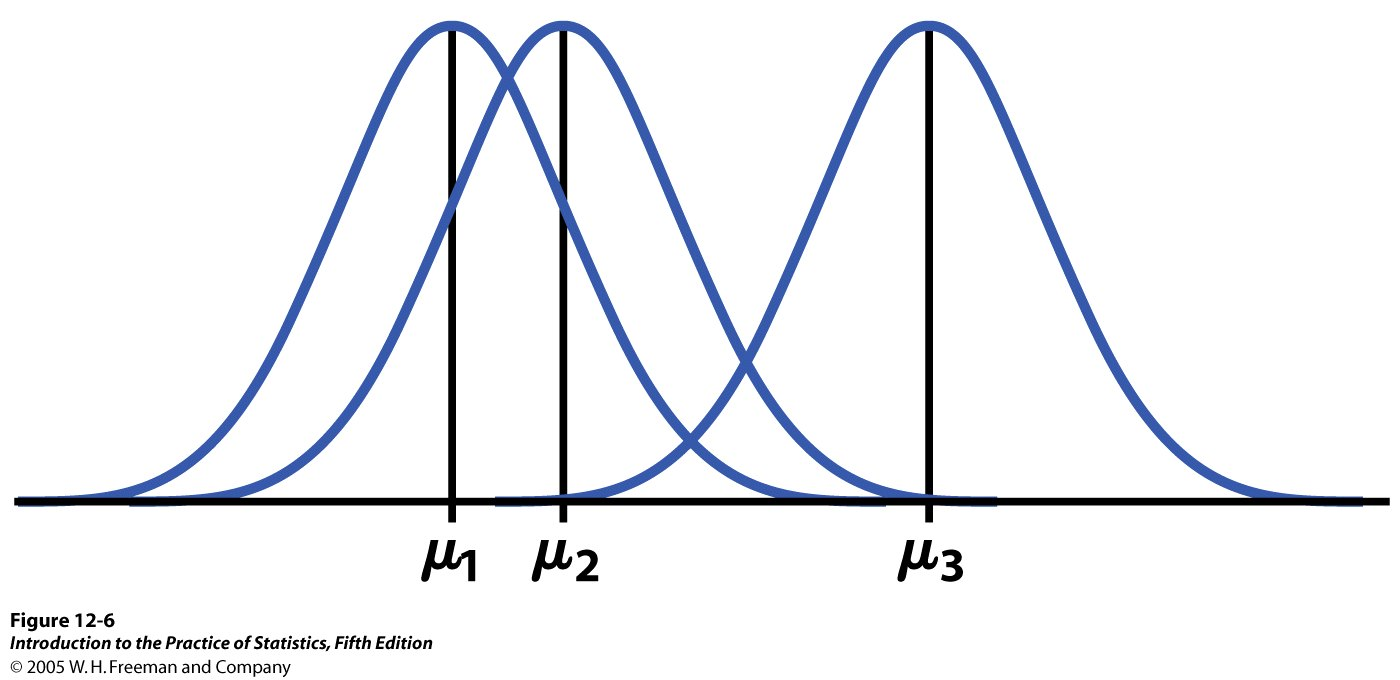 μ1 μ2 μ3
Figure 12-6
Introduction to the Practice of Statistics, Fifth Edition
© 2005 W. H. Freeman and Company